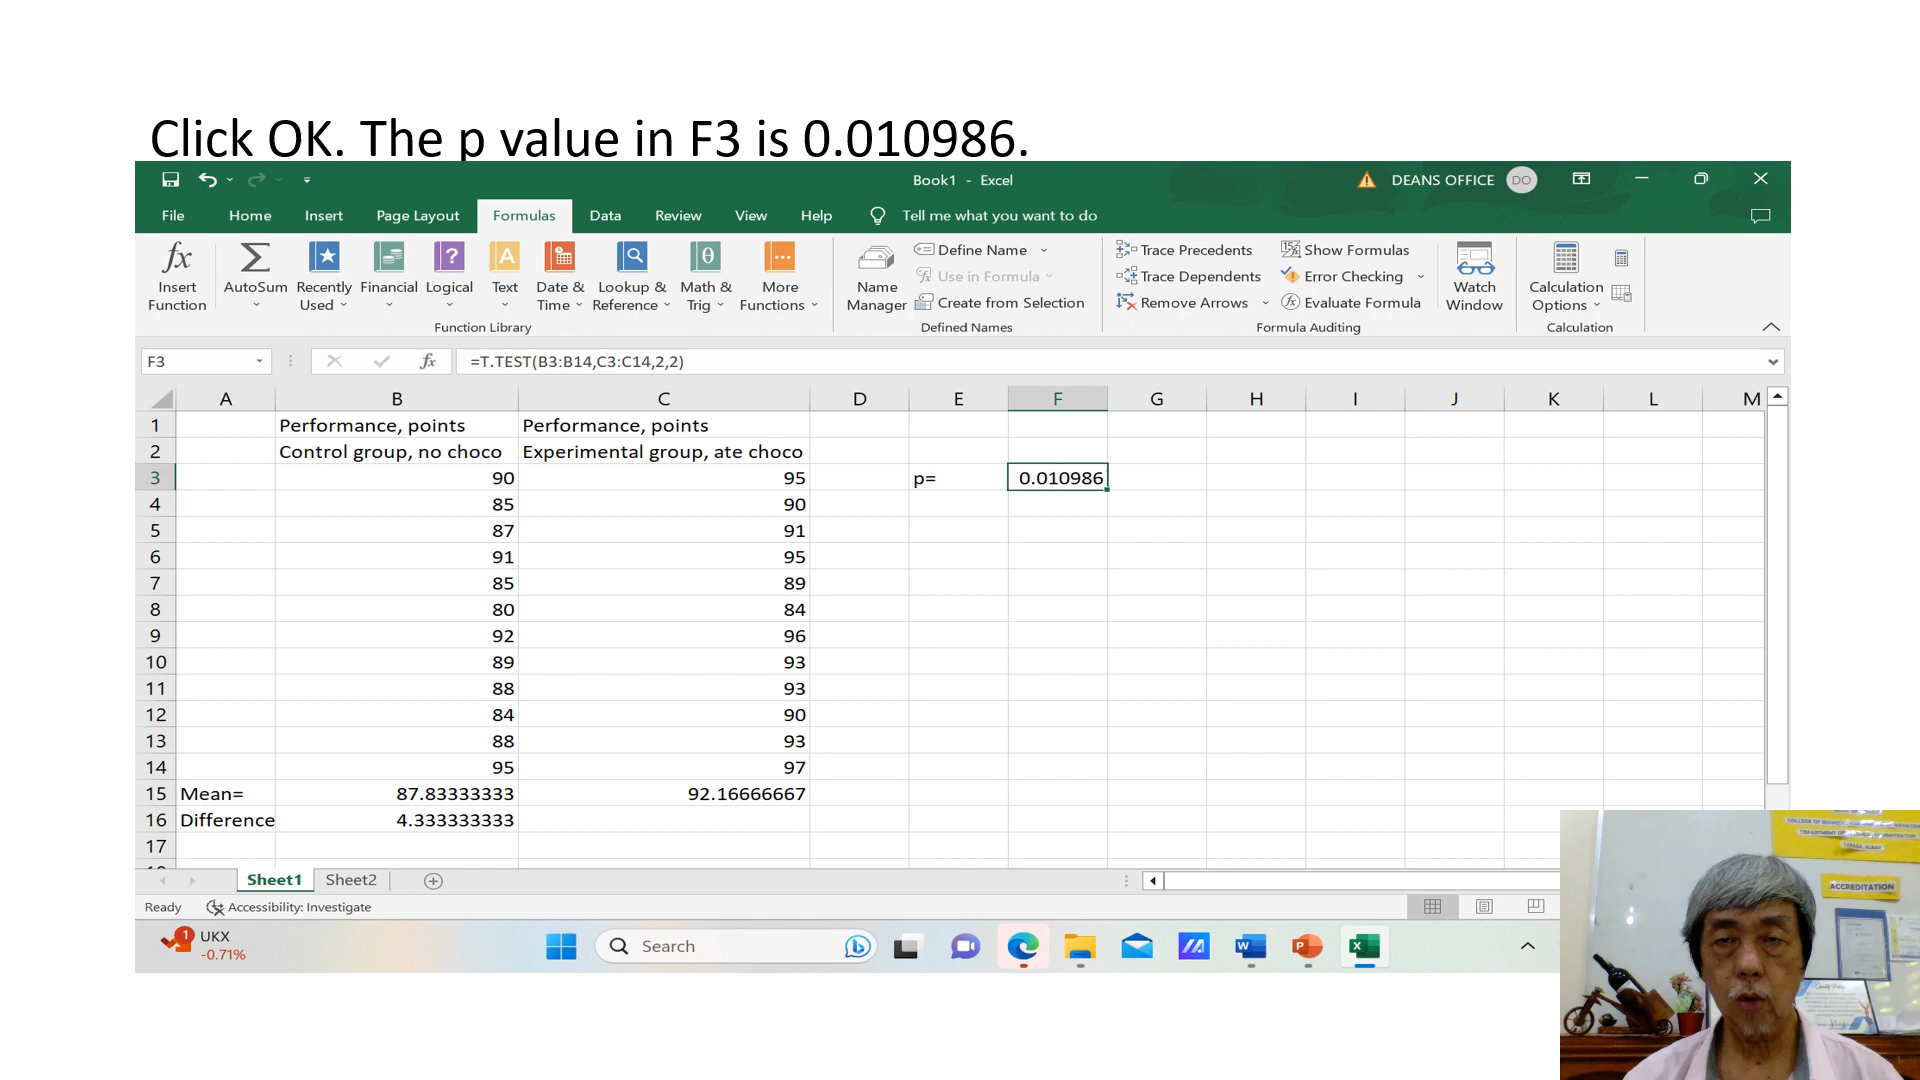 Click OK. The p value in F3 is 0.010986.
Book1 - Excel
DEANS OFFICE DO
File Home Insert Page Layout Formulas Data Review View Help Tell me what you want to do
Insert Function
AutoSum
Recently Used
Financial
Logical
Text
Date & Time
Lookup & Reference
Math & Trig
More Functions
Function Library
Name Manager
Define Name
Use in Formula
Create from Selection
Defined Names
Trace Precedents
Trace Dependents
Remove Arrows
Show Formulas
Error Checking
Evaluate Formula
Formula Auditing
Watch Window
Calculation Options
Calculation
F3 fx =T.TEST(B3:B14,C3:C14,2,2)
A B C D E F G H I J K L M
1 Performance, points Performance, points
2 Control group, no choco Experimental group, ate choco
3 90 95 p= 0.010986
4 85 90
5 87 91
6 91 95
7 85 89
8 80 84
9 92 96
10 89 93
11 88 93
12 84 90
13 88 93
14 95 97
15 Mean= 87.83333333 92.16666667
16 Difference 4.333333333
17
Sheet1 Sheet2
Ready Accessibility: Investigate
1 UKX
-0.71%
Search
ACCREDITATION